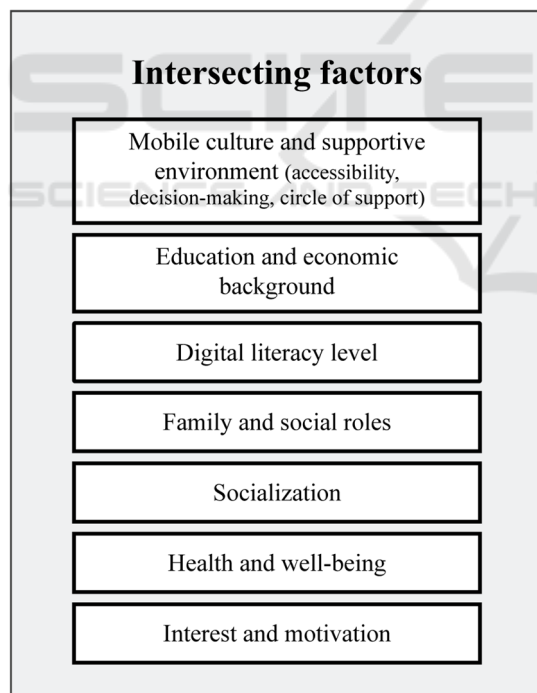 Intersecting factors
Mobile culture and supportive
environment (accessibility,
decision-making, circle of support)
Education and economic
background
Digital literacy level
Family and social roles
Socialization
Health and well-being
Interest and motivation